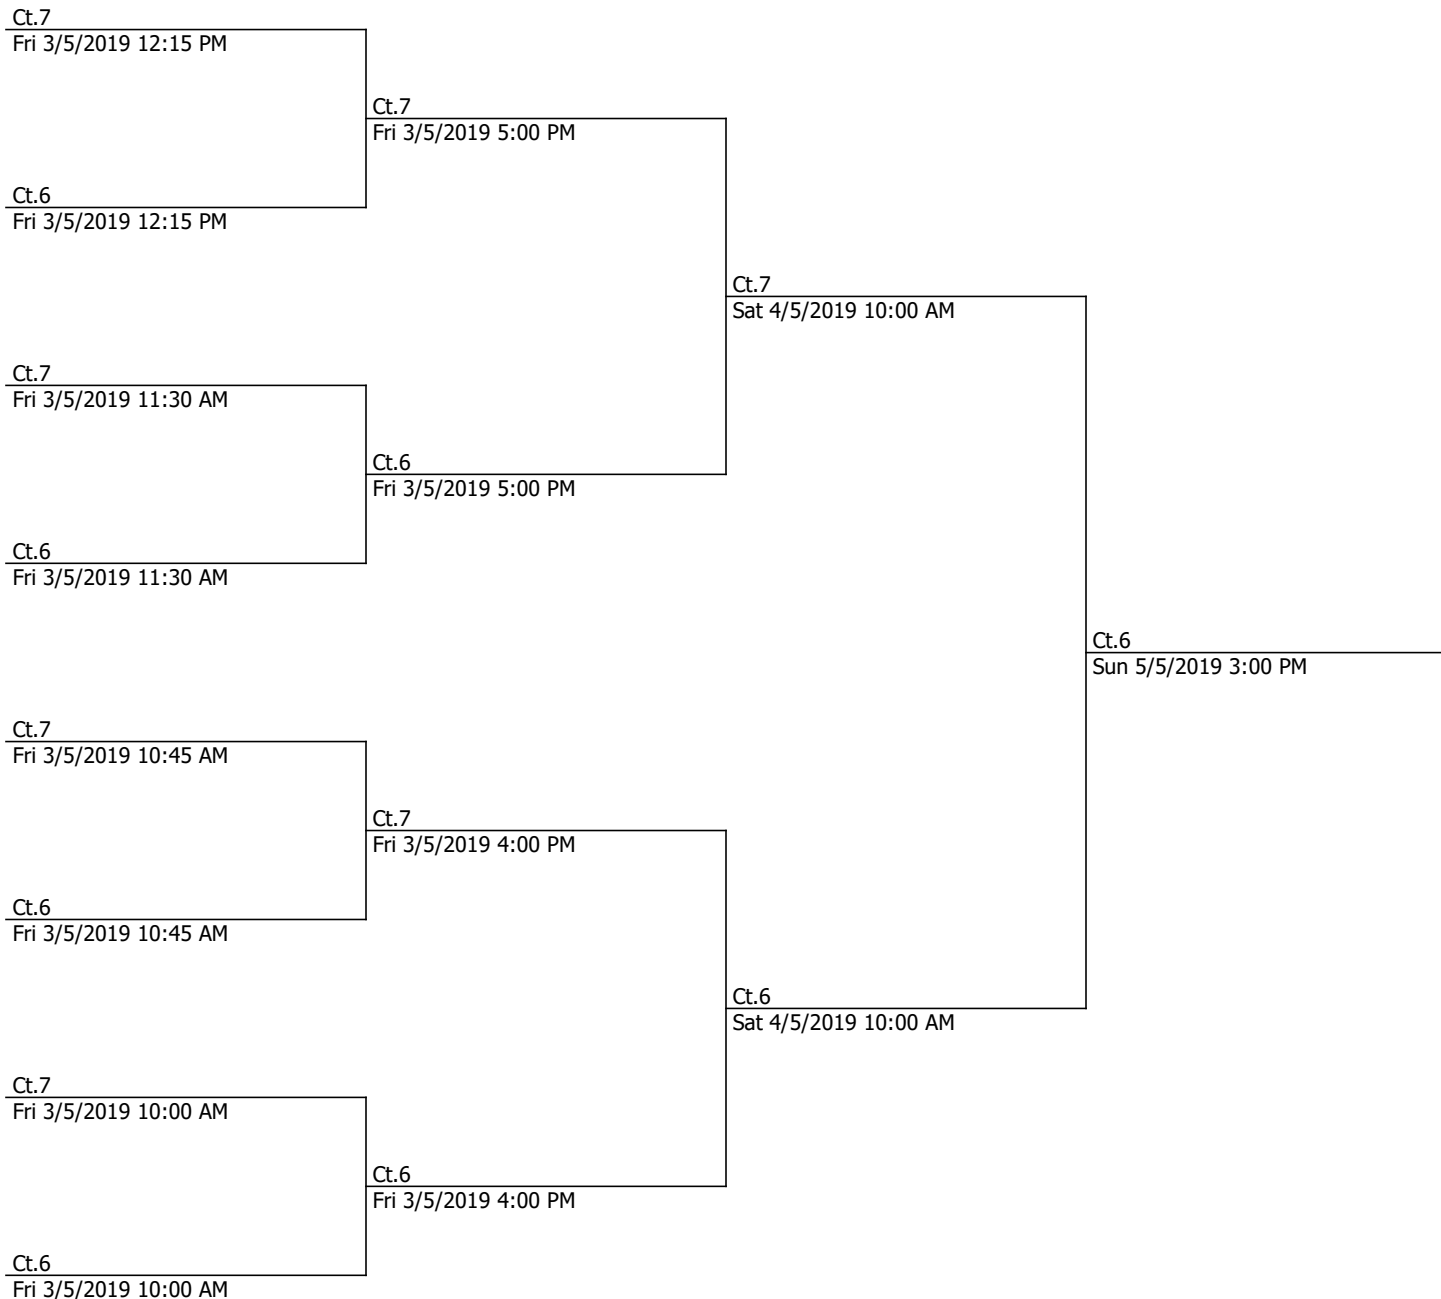 Ct.7
Fri 3/5/2019 12:15 PM
Ct.7
Fri 3/5/2019 5:00 PM
Ct.6
Fri 3/5/2019 12:15 PM
Ct.7
Sat 4/5/2019 10:00 AM
Ct.7
Fri 3/5/2019 11:30 AM
Ct.6
Fri 3/5/2019 5:00 PM
Ct.6
Fri 3/5/2019 11:30 AM
Ct.6
Sun 5/5/2019 3:00 PM
Ct.7
Fri 3/5/2019 10:45 AM
Ct.7
Fri 3/5/2019 4:00 PM
Ct.6
Fri 3/5/2019 10:45 AM
Ct.6
Sat 4/5/2019 10:00 AM
Ct.7
Fri 3/5/2019 10:00 AM
Ct.6
Fri 3/5/2019 4:00 PM
Ct.6
Fri 3/5/2019 10:00 AM